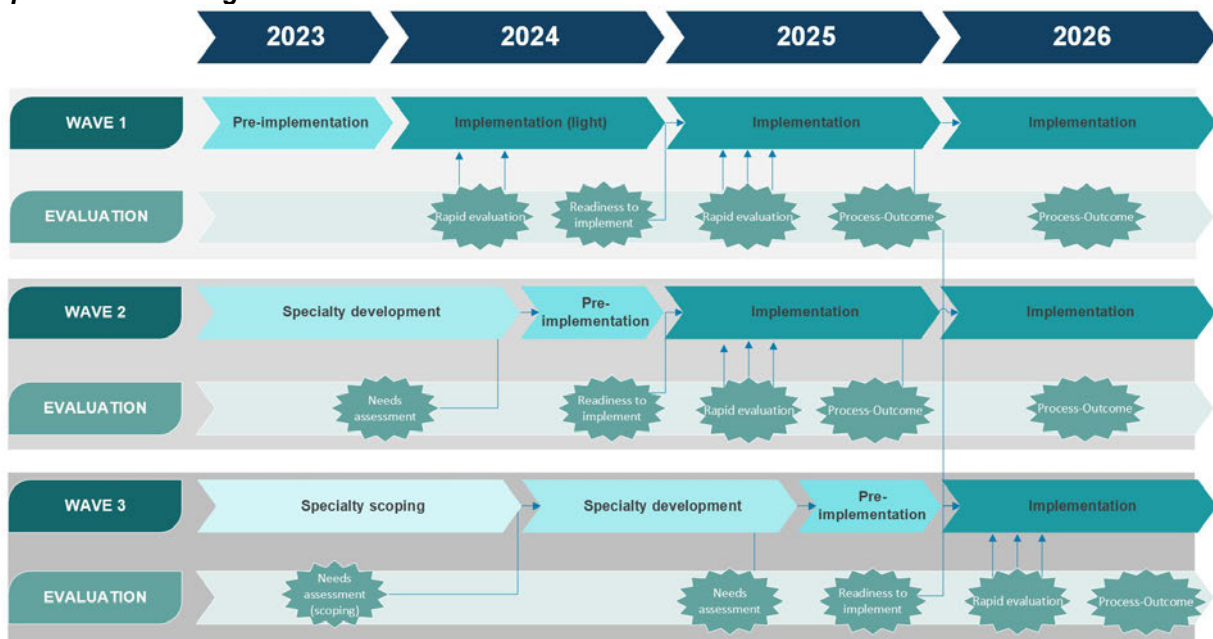 2023 2024 2025 2026
WAVE 1 Pre-implementation Implementation (light) Implementation Implementation
EVALUATION Rapid evaluation Readiness to implement Rapid evaluation Process-Outcome Process-Outcome
WAVE 2 Specialty development Pre-implementation Implementation Implementation
EVALUATION Needs assessment Readiness to implement Rapid evaluation Process-Outcome Process-Outcome
WAVE 3 Specialty scoping Specialty development Pre-implementation Implementation
EVALUATION Needs assessment (scoping) Needs assessment Readiness to implement Rapid evaluation Process-Outcome